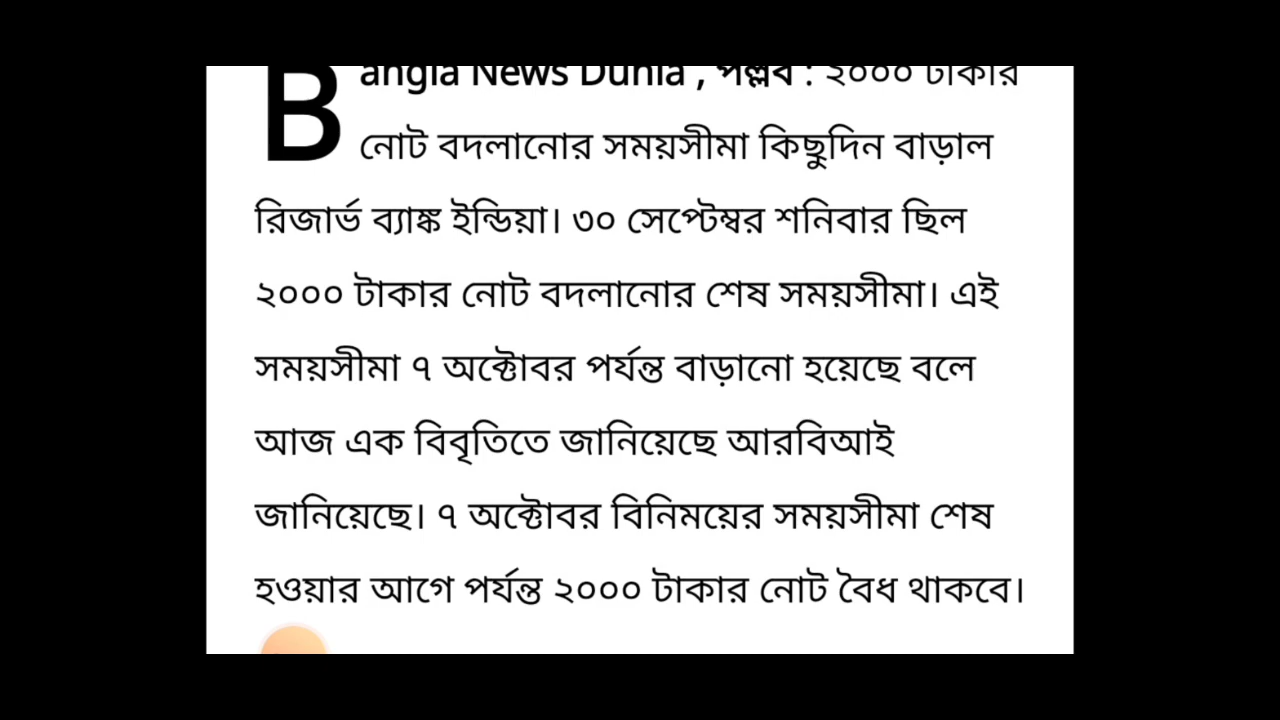 Bangla News Dunia , পল্লব : ২০০০ টাকার
নোট বদলানোর সময়সীমা কিছুদিন বাড়াল
রিজার্ভ ব্যাঙ্ক ইন্ডিয়া। ৩০ সেপ্টেম্বর শনিবার ছিল
২০০০ টাকার নোট বদলানোর শেষ সময়সীমা। এই
সময়সীমা ৭ অক্টোবর পর্যন্ত বাড়ানো হয়েছে বলে
আজ এক বিবৃতিতে জানিয়েছে আরবিআই
জানিয়েছে। ৭ অক্টোবর বিনিময়ের সময়সীমা শেষ
হওয়ার আগে পর্যন্ত ২০০০ টাকার নোট বৈধ থাকবে।